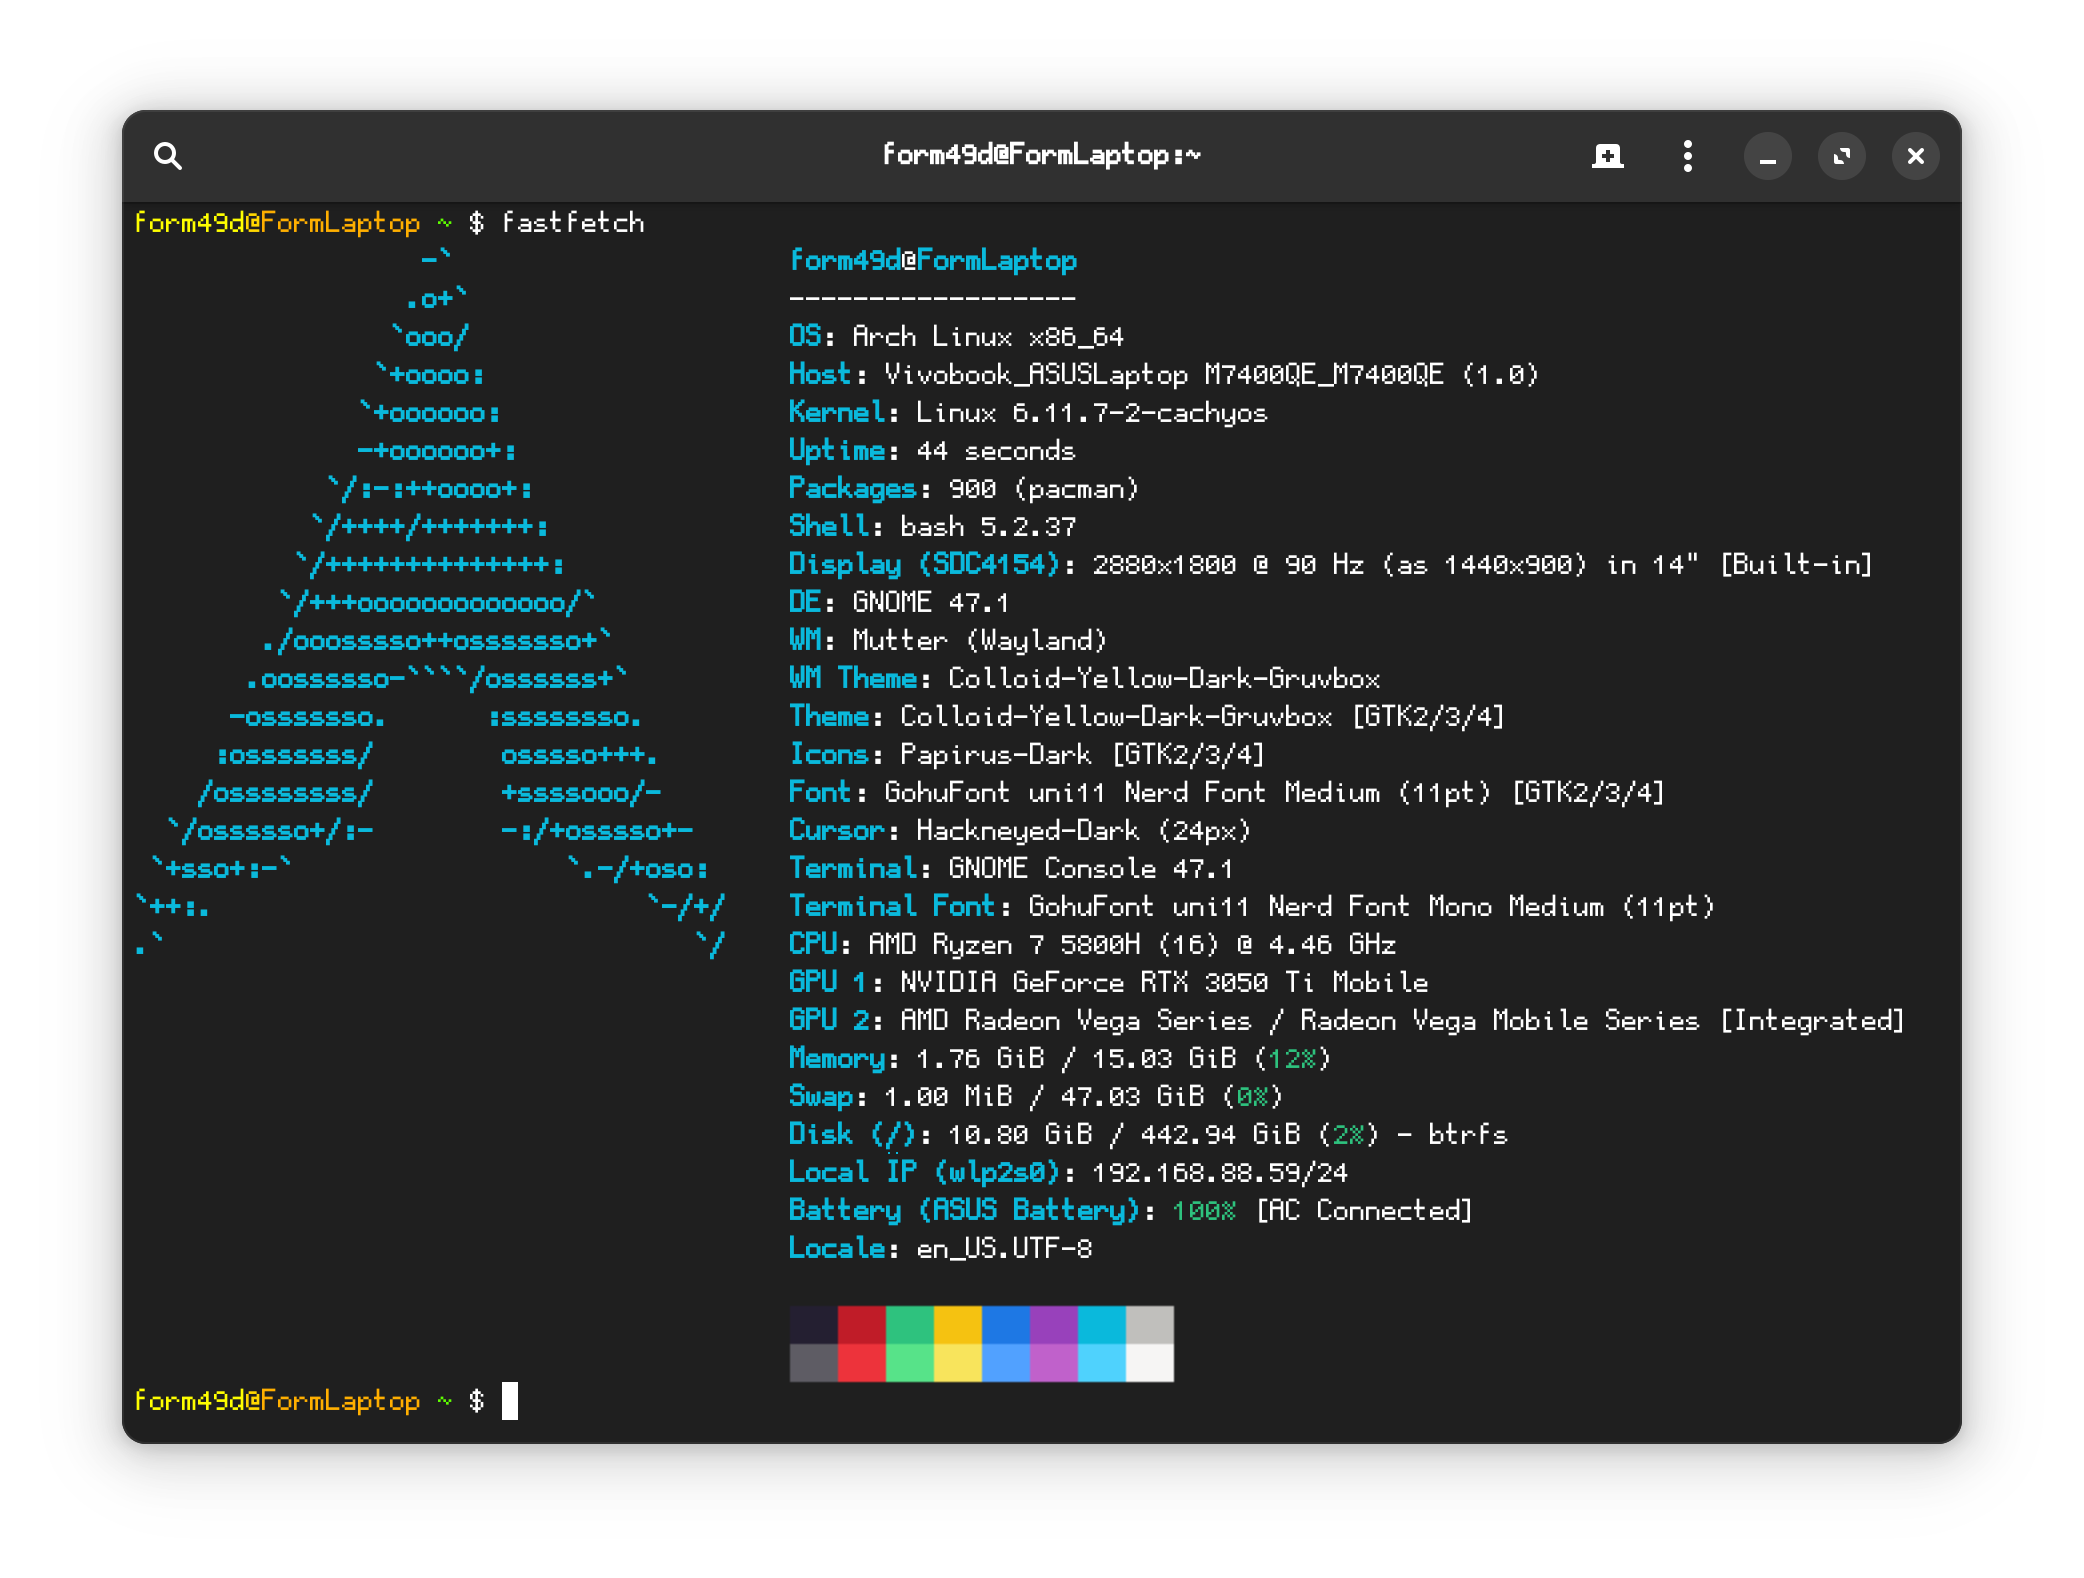 form49d@FormLaptop:~
form49d@FormLaptop ~ $ fastfetch
                  -`                     form49d@FormLaptop
                 .o+`                    ------------------
                `ooo/                    OS: Arch Linux x86_64
               `+oooo:                   Host: Vivobook_ASUSLaptop M7400QE_M7400QE (1.0)
              `+oooooo:                  Kernel: Linux 6.11.7-2-cachyos
              -+oooooo+:                 Uptime: 44 seconds
            `/:-:++oooo+:                Packages: 900 (pacman)
           `/++++/+++++++:               Shell: bash 5.2.37
          `/++++++++++++++:              Display (SDC4154): 2880x1800 @ 90 Hz (as 1440x900) in 14" [Built-in]
         `/+++ooooooooooooo/`            DE: GNOME 47.1
        ./ooosssso++osssssso+`           WM: Mutter (Wayland)
       .oossssso-````/ossssss+`          WM Theme: Colloid-Yellow-Dark-Gruvbox
      -osssssso.      :ssssssso.         Theme: Colloid-Yellow-Dark-Gruvbox [GTK2/3/4]
     :osssssss/        osssso+++.        Icons: Papirus-Dark [GTK2/3/4]
    /ossssssss/        +ssssooo/-        Font: GohuFont uni11 Nerd Font Medium (11pt) [GTK2/3/4]
  `/ossssso+/:-        -:/+osssso+-      Cursor: Hackneyed-Dark (24px)
 `+sso+:-`                 `.-/+oso:     Terminal: GNOME Console 47.1
`++:.                           `-/+/    Terminal Font: GohuFont uni11 Nerd Font Mono Medium (11pt)
.`                                 `/    CPU: AMD Ryzen 7 5800H (16) @ 4.46 GHz
GPU 1: NVIDIA GeForce RTX 3050 Ti Mobile
GPU 2: AMD Radeon Vega Series / Radeon Vega Mobile Series [Integrated]
Memory: 1.76 GiB / 15.03 GiB (12%)
Swap: 1.00 MiB / 47.03 GiB (0%)
Disk (/): 10.80 GiB / 442.94 GiB (2%) - btrfs
Local IP (wlp2s0): 192.168.88.59/24
Battery (ASUS Battery): 100% [AC Connected]
Locale: en_US.UTF-8
form49d@FormLaptop ~ $